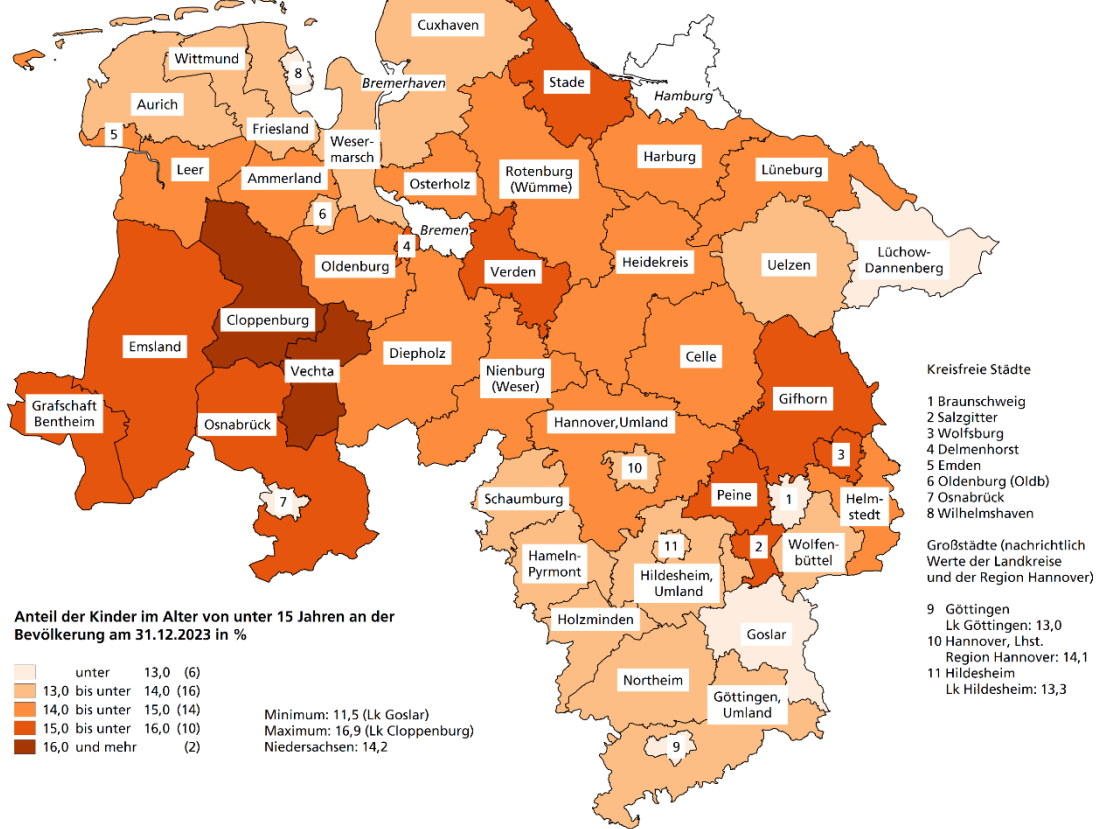 Cuxhaven
Wittmund
8
Bremerhaven
Stade
Hamburg
Aurich
5
Friesland
Weser-
marsch
Leer
Ammerland
Osterholz
Rotenburg
(Wümme)
Harburg
Lüneburg
6
Bremen
4
Oldenburg
Verden
Heidekreis
Uelzen
Lüchow-
Dannenberg
Cloppenburg
Emsland
Vechta
Diepholz
Nienburg
(Weser)
Celle
Gifhorn
Grafschaft
Bentheim
Osnabrück
Hannover,Umland
3
10
7
Schaumburg
Peine
1
Helm-
stedt
11
2
Wolfen-
büttel
Hameln-
Pyrmont
Hildesheim,
Umland
Holzminden
Goslar
Northeim
Göttingen,
Umland
9
Kreisfreie Städte
1 Braunschweig
2 Salzgitter
3 Wolfsburg
4 Delmenhorst
5 Emden
6 Oldenburg (Oldb)
7 Osnabrück
8 Wilhelmshaven
Großstädte (nachrichtlich
Werte der Landkreise
und der Region Hannover)
9 Göttingen
Lk Göttingen: 13,0
10 Hannover, Lhst.
Region Hannover: 14,1
11 Hildesheim
Lk Hildesheim: 13,3
Anteil der Kinder im Alter von unter 15 Jahren an der
Bevölkerung am 31.12.2023 in %
unter 13,0 (6)
13,0 bis unter 14,0 (16)
14,0 bis unter 15,0 (14)
15,0 bis unter 16,0 (10)
16,0 und mehr (2)
Minimum: 11,5 (Lk Goslar)
Maximum: 16,9 (Lk Cloppenburg)
Niedersachsen: 14,2